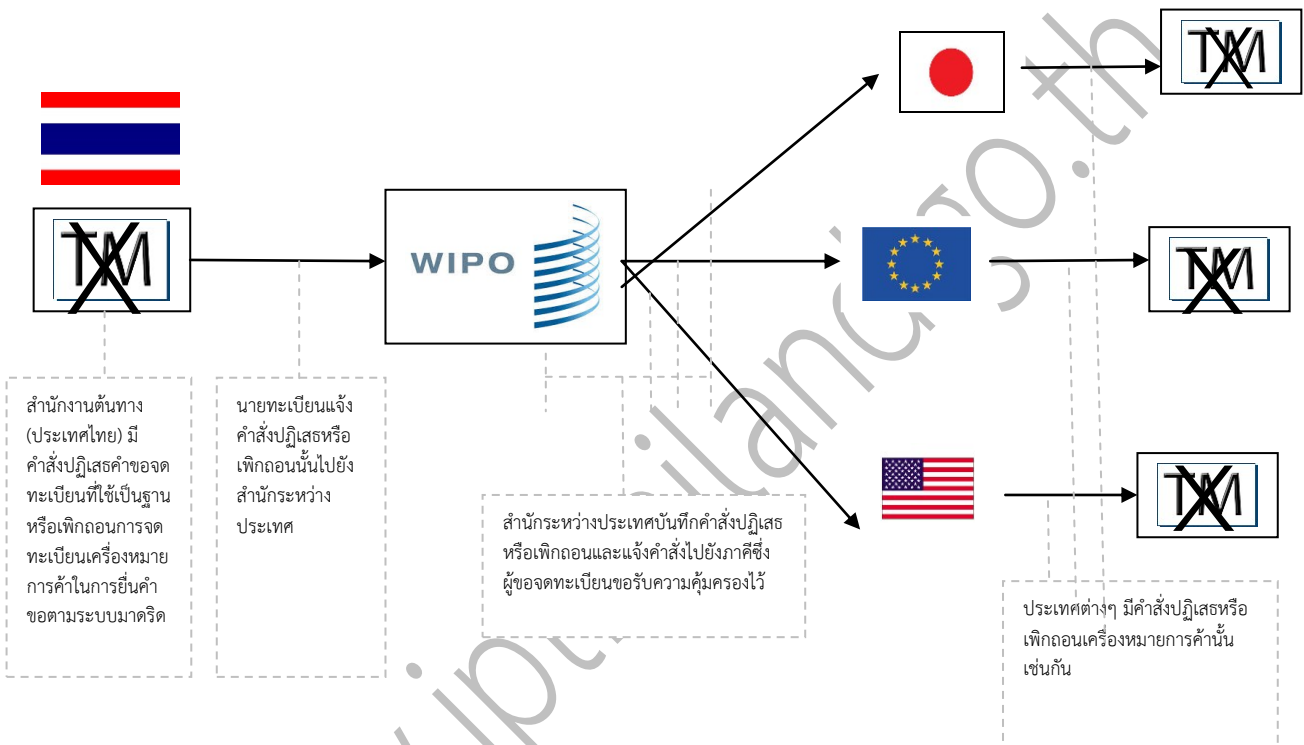 TM
TM
WIPO
TM
TM
สำนักงานต้นทาง
(ประเทศไทย) มี
คำสั่งปฏิเสธคำขอจด
ทะเบียนที่ใช้เป็นฐาน
หรือเพิกถอนการจด
ทะเบียนเครื่องหมาย
การค้าในการยื่นคำ
ขอตามระบบมาดริด
นายทะเบียนแจ้ง
คำสั่งปฏิเสธหรือ
เพิกถอนนั้นไปยัง
สำนักระหว่าง
ประเทศ
สำนักระหว่างประเทศบันทึกคำสั่งปฏิเสธ
หรือเพิกถอนและแจ้งคำสั่งไปยังภาคีซึ่ง
ผู้ขอจดทะเบียนขอรับความคุ้มครองไว้
ประเทศต่างๆ มีคำสั่งปฏิเสธหรือ
เพิกถอนเครื่องหมายการค้านั้น
เช่นกัน